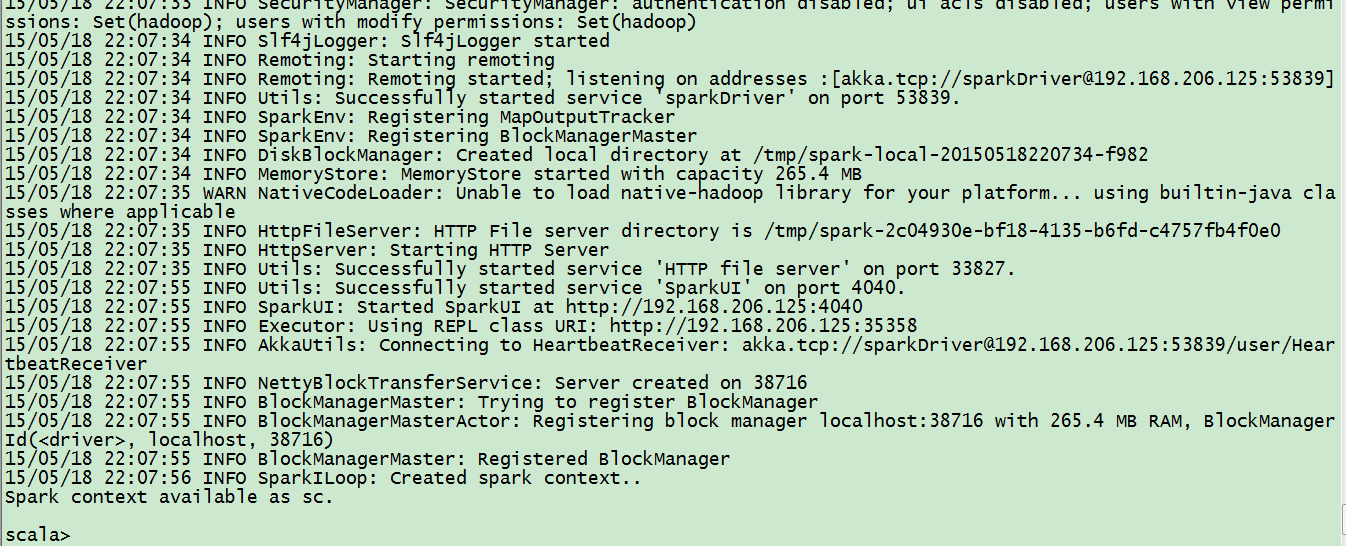 15/05/18 22:07:33 INFO SecurityManager: SecurityManager: authentication disabled; ui acls disabled; users with view permi
ssions: Set(hadoop); users with modify permissions: Set(hadoop)
15/05/18 22:07:34 INFO Slf4jLogger: Slf4jLogger started
15/05/18 22:07:34 INFO Remoting: Starting remoting
15/05/18 22:07:34 INFO Remoting: Remoting started; listening on addresses :[akka.tcp://sparkDriver@192.168.206.125:53839]
15/05/18 22:07:34 INFO Utils: Successfully started service 'sparkDriver' on port 53839.
15/05/18 22:07:34 INFO SparkEnv: Registering MapOutputTracker
15/05/18 22:07:34 INFO SparkEnv: Registering BlockManagerMaster
15/05/18 22:07:34 INFO DiskBlockManager: Created local directory at /tmp/spark-local-20150518220734-f982
15/05/18 22:07:34 INFO MemoryStore: MemoryStore started with capacity 265.4 MB
15/05/18 22:07:35 WARN NativeCodeLoader: Unable to load native-hadoop library for your platform... using builtin-java cla
sses where applicable
15/05/18 22:07:35 INFO HttpFileServer: HTTP File server directory is /tmp/spark-2c04930e-bf18-4135-b6fd-c4757fb4f0e0
15/05/18 22:07:35 INFO HttpServer: Starting HTTP Server
15/05/18 22:07:35 INFO Utils: Successfully started service 'HTTP file server' on port 33827.
15/05/18 22:07:55 INFO Utils: Successfully started service 'SparkUI' on port 4040.
15/05/18 22:07:55 INFO SparkUI: Started SparkUI at http://192.168.206.125:4040
15/05/18 22:07:55 INFO Executor: Using REPL class URI: http://192.168.206.125:35358
15/05/18 22:07:55 INFO AkkaUtils: Connecting to HeartbeatReceiver: akka.tcp://sparkDriver@192.168.206.125:53839/user/Hear
tbeatReceiver
15/05/18 22:07:55 INFO NettyBlockTransferService: Server created on 38716
15/05/18 22:07:55 INFO BlockManagerMaster: Trying to register BlockManager
15/05/18 22:07:55 INFO BlockManagerMasterActor: Registering block manager localhost:38716 with 265.4 MB RAM, BlockManager
Id(<driver>, localhost, 38716)
15/05/18 22:07:55 INFO BlockManagerMaster: Registered BlockManager
15/05/18 22:07:56 INFO SparkILoop: Created spark context..
Spark context available as sc.
scala>